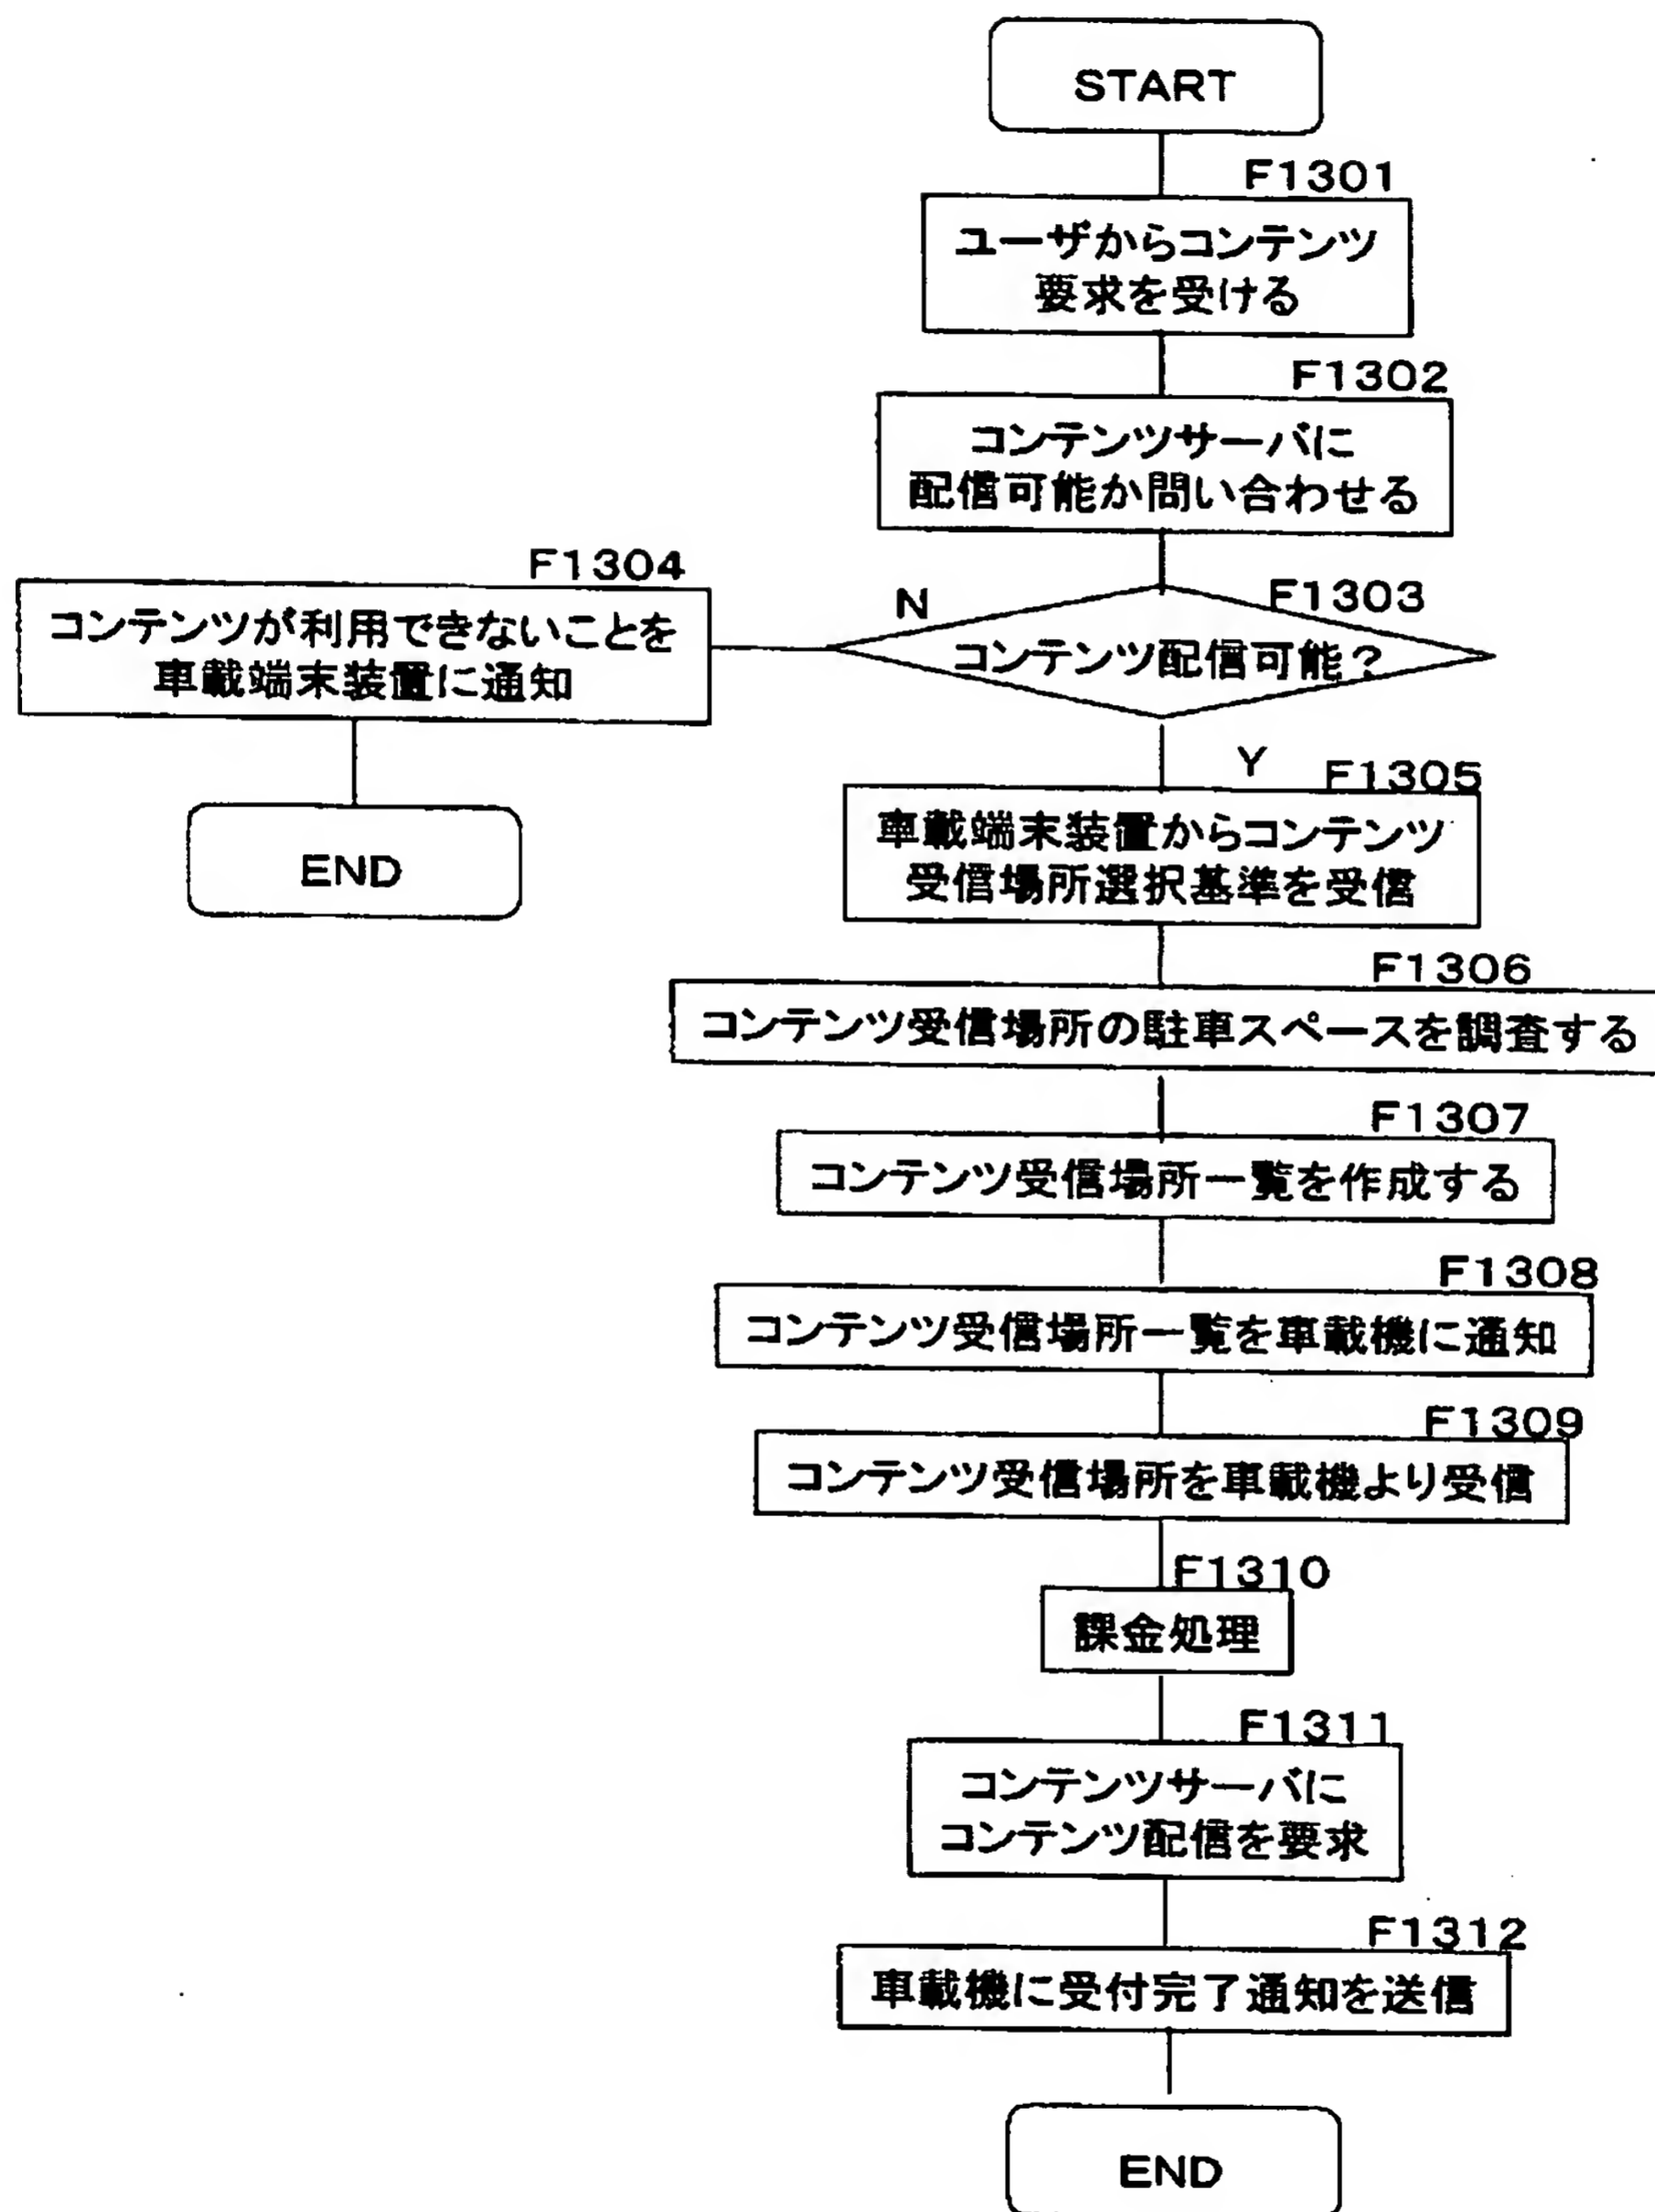 START
F1301
ユーザからコンテンツ
要求を受ける
F1302
コンテンツサーバに
配信可能か問い合わせる
F1303
コンテンツ配信可能？
N
F1304
コンテンツが利用できないことを
車載端末装置に通知
END
Y
F1305
車載端末装置からコンテンツ
受信場所選択基準を受信
F1306
コンテンツ受信場所の駐車スペースを調査する
F1307
コンテンツ受信場所一覧を作成する
F1308
コンテンツ受信場所一覧を車載機に通知
F1309
コンテンツ受信場所を車載機より受信
F1310
課金処理
F1311
コンテンツサーバに
コンテンツ配信を要求
F1312
車載機に受付完了通知を送信
END